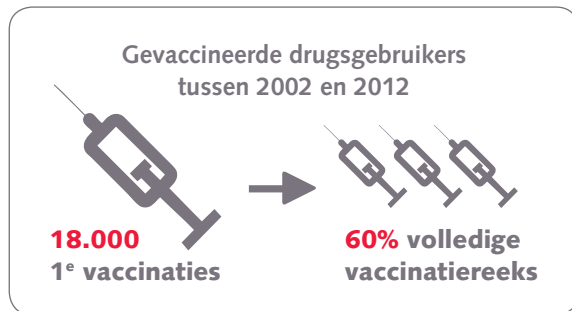 Gevaccineerde drugsgebruikers
tussen 2002 en 2012
18.000
1e vaccinaties
60% volledige
vaccinatiereeks